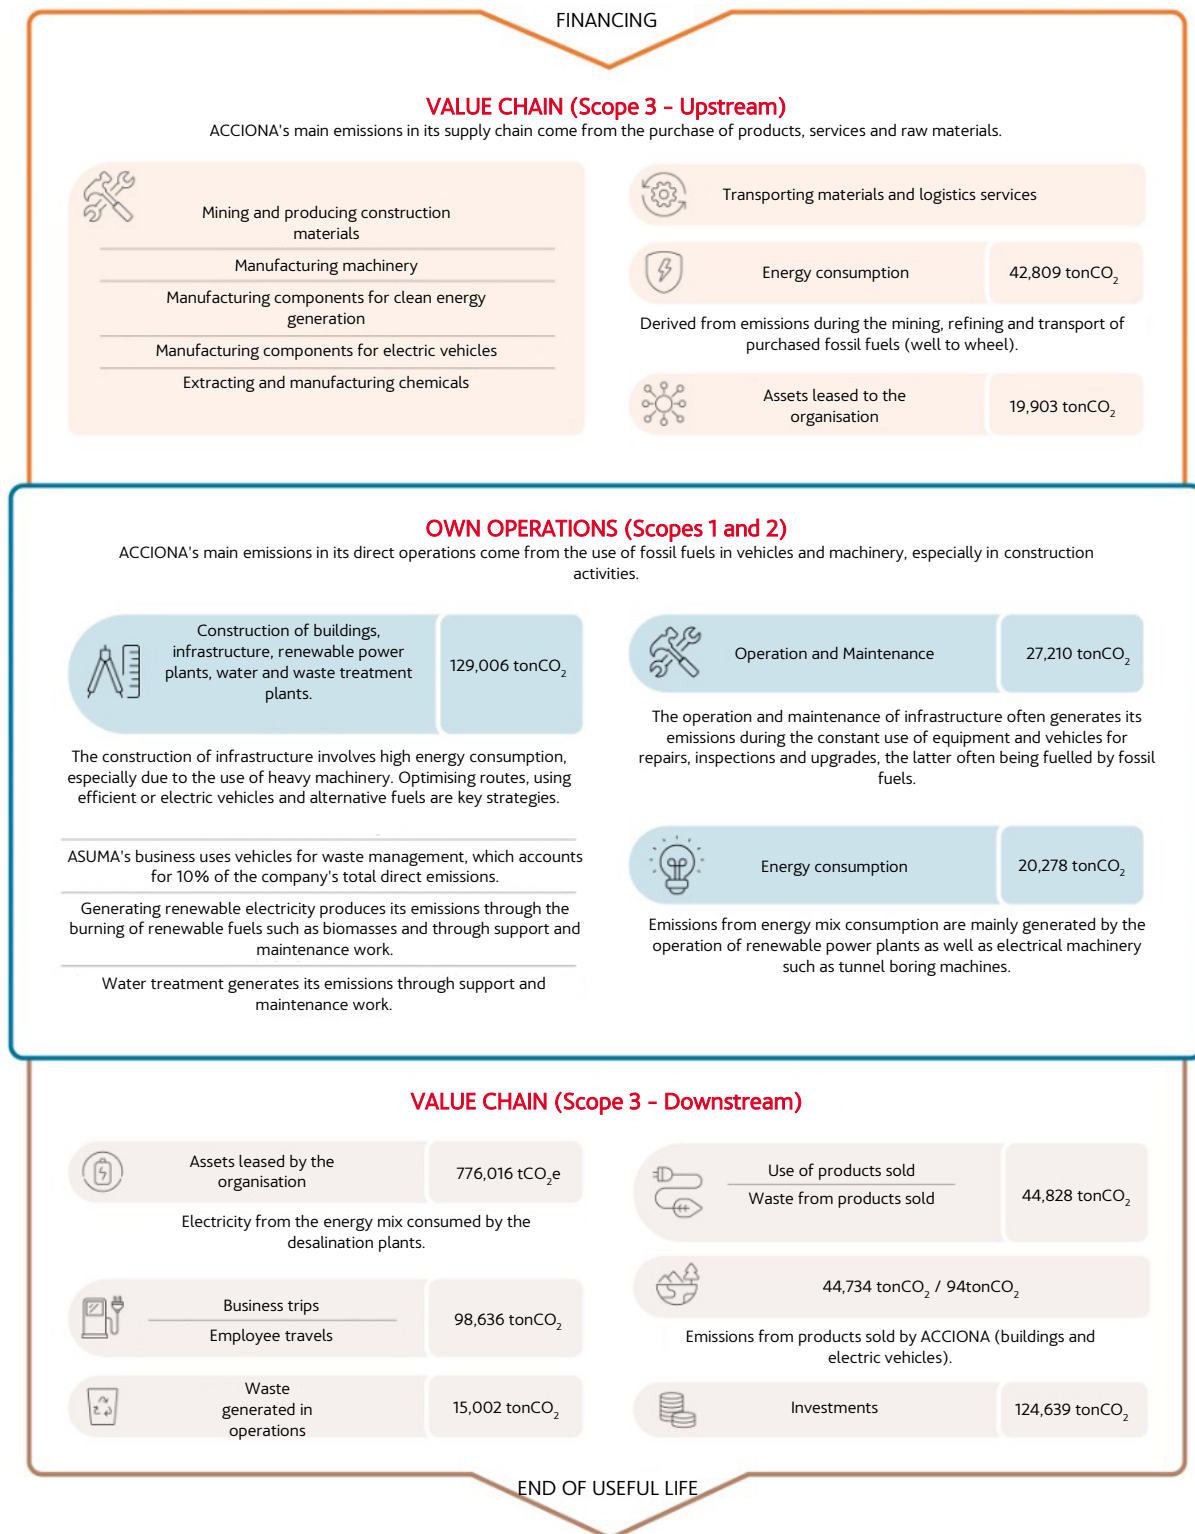 FINANCING
VALUE CHAIN (Scope 3 - Upstream)
ACCIONA's main emissions in its supply chain come from the purchase of products, services and raw materials.
Mining and producing construction
materials
Manufacturing machinery
Manufacturing components for clean energy
generation
Manufacturing components for electric vehicles
Extracting and manufacturing chemicals
Transporting materials and logistics services
Energy consumption
42,809 tonCO₂
Derived from emissions during the mining, refining and transport of
purchased fossil fuels (well to wheel).
Assets leased to the
organisation
19,903 tonCO₂
OWN OPERATIONS (Scopes 1 and 2)
ACCIONA's main emissions in its direct operations come from the use of fossil fuels in vehicles and machinery, especially in construction
activities.
Construction of buildings,
infrastructure, renewable power
plants, water and waste treatment
plants.
129,006 tonCO₂
The construction of infrastructure involves high energy consumption,
especially due to the use of heavy machinery. Optimising routes, using
efficient or electric vehicles and alternative fuels are key strategies.
ASUMA's business uses vehicles for waste management, which accounts
for 10% of the company's total direct emissions.
Generating renewable electricity produces its emissions through the
burning of renewable fuels such as biomasses and through support and
maintenance work.
Water treatment generates its emissions through support and
maintenance work.
Operation and Maintenance
27,210 tonCO₂
The operation and maintenance of infrastructure often generates its
emissions during the constant use of equipment and vehicles for
repairs, inspections and upgrades, the latter often being fuelled by fossil
fuels.
Energy consumption
20,278 tonCO₂
Emissions from energy mix consumption are mainly generated by the
operation of renewable power plants as well as electrical machinery
such as tunnel boring machines.
VALUE CHAIN (Scope 3 - Downstream)
Assets leased by the
organisation
776,016 tCO₂e
Electricity from the energy mix consumed by the
desalination plants.
Business trips
Employee travels
98,636 tonCO₂
Waste
generated in
operations
15,002 tonCO₂
Use of products sold
Waste from products sold
44,828 tonCO₂
44,734 tonCO₂ / 94tonCO₂
Emissions from products sold by ACCIONA (buildings and
electric vehicles).
Investments
124,639 tonCO₂
END OF USEFUL LIFE